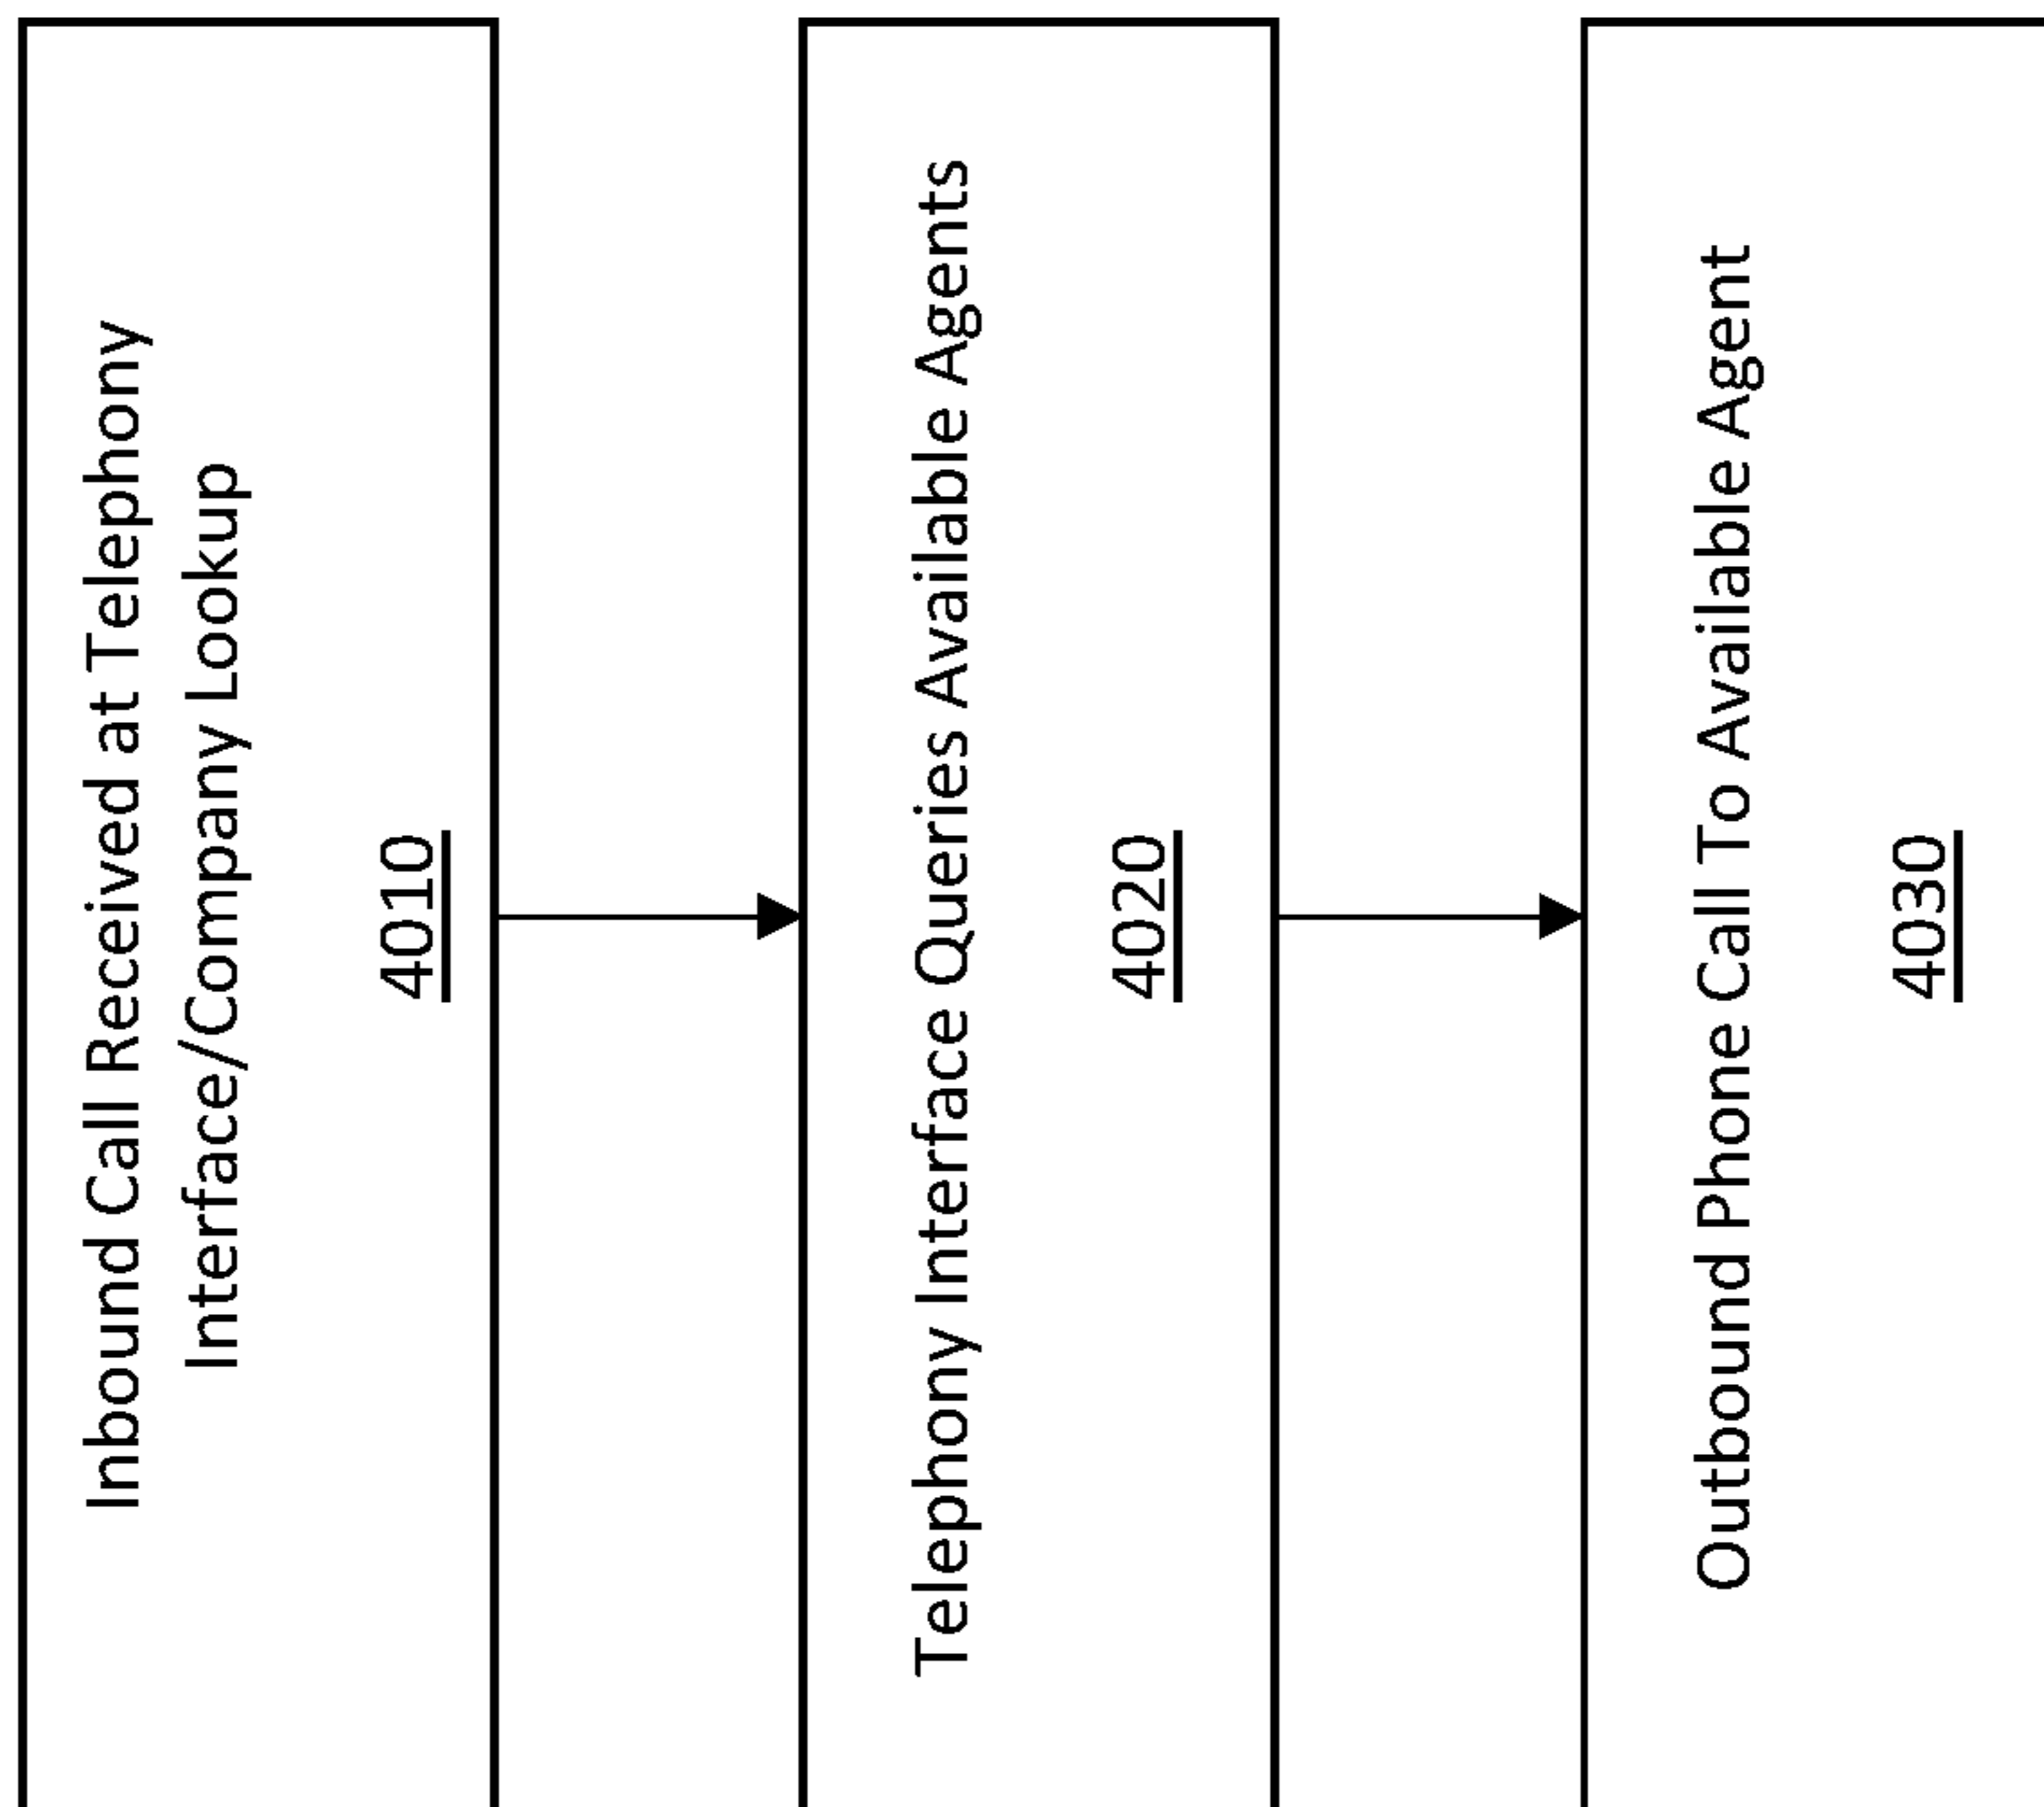 Inbound Call Received at Telephony
Interface/Company Lookup
4010
Telephony Interface Queries Available Agents
4020
Outbound Phone Call To Available Agent
4030